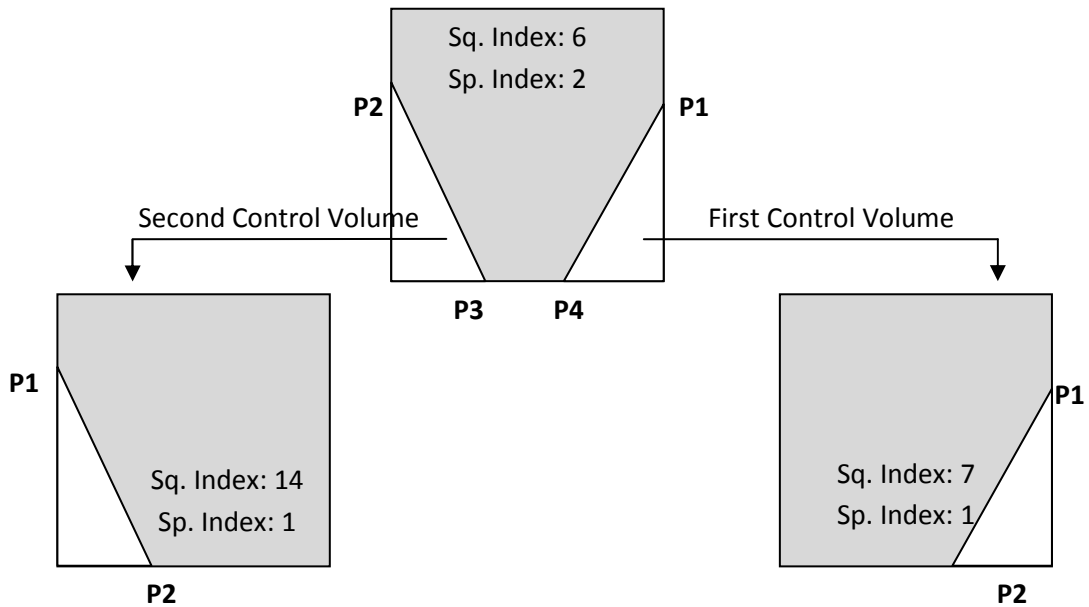 Sq. Index: 6
Sp. Index: 2
P2
P1
Second Control Volume
First Control Volume
P3
P4
P1
P1
Sq. Index: 14
Sp. Index: 1
Sq. Index: 7
Sp. Index: 1
P2
P2